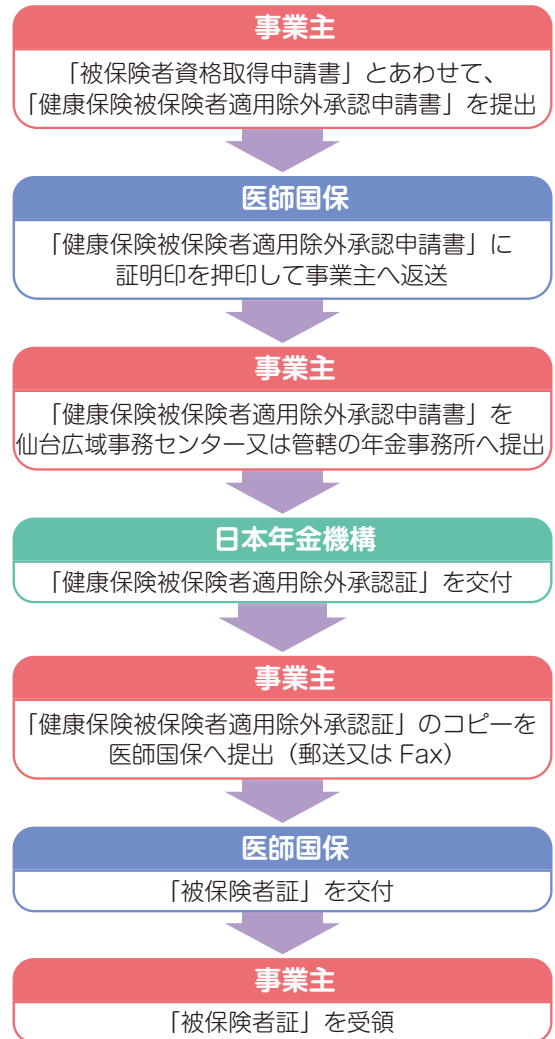 事業主
「被保険者資格取得申請書」とあわせて、
「健康保険被保険者適用除外承認申請書」を提出
医師国保
「健康保険被保険者適用除外承認申請書」に
証明印を押印して事業主へ返送
事業主
「健康保険被保険者適用除外承認申請書」を
仙台広域事務センター又は管轄の年金事務所へ提出
日本年金機構
「健康保険被保険者適用除外承認証」を交付
事業主
「健康保険被保険者適用除外承認証」のコピーを
医師国保へ提出（郵送又は Fax）
医師国保
「被保険者証」を交付
事業主
「被保険者証」を受領